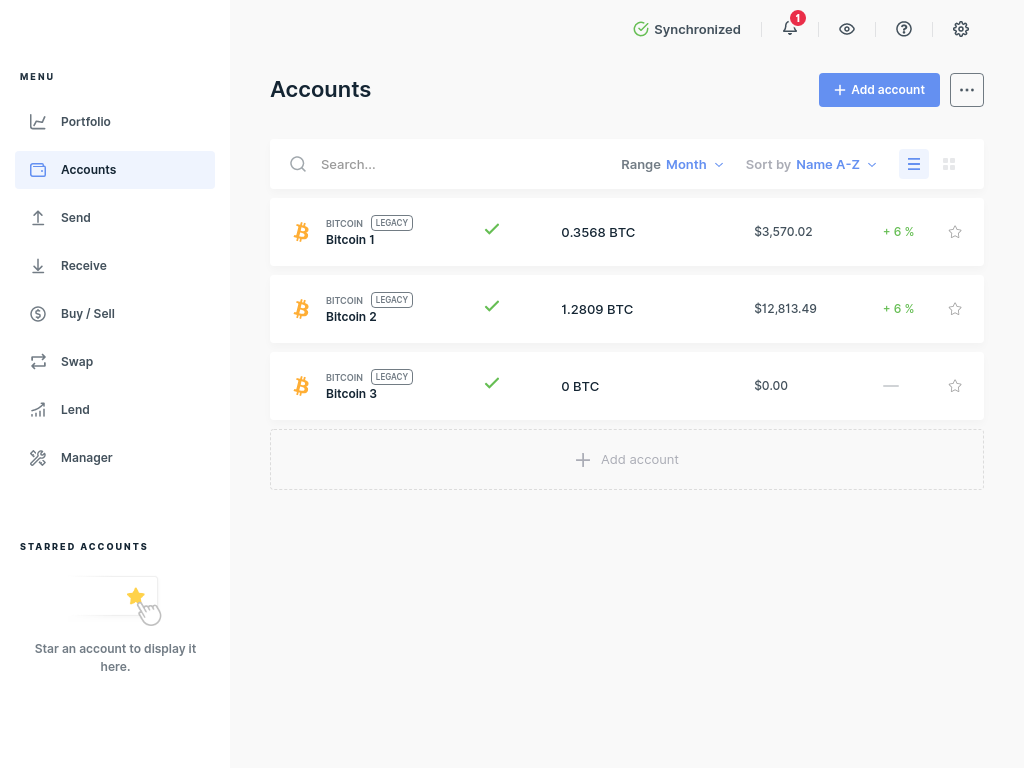 Synchronized
1
MENU
Portfolio
Accounts
Send
Receive
Buy / Sell
Swap
Lend
Manager
STARRED ACCOUNTS
Star an account to display it
here.
Accounts
Add account
Search...
Range Month
Sort by Name A-Z
BITCOIN LEGACY
Bitcoin 1
0.3568 BTC
$3,570.02
+ 6 %
BITCOIN LEGACY
Bitcoin 2
1.2809 BTC
$12,813.49
+ 6 %
BITCOIN LEGACY
Bitcoin 3
0 BTC
$0.00
—
Add account